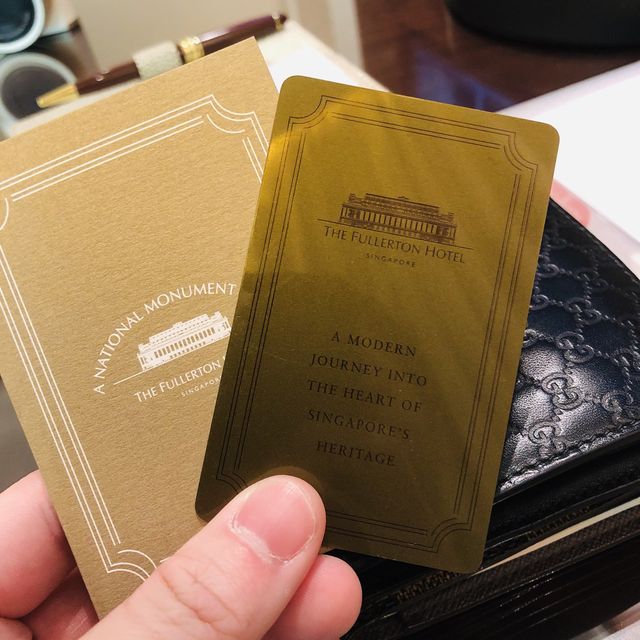 A NATIONAL MONUMENT
THE FULLERTON
SINGAPORE
THE FULLERTON HOTEL
SINGAPORE
A MODERN
JOURNEY INTO
THE HEART OF
SINGAPORE'S
HERITAGE